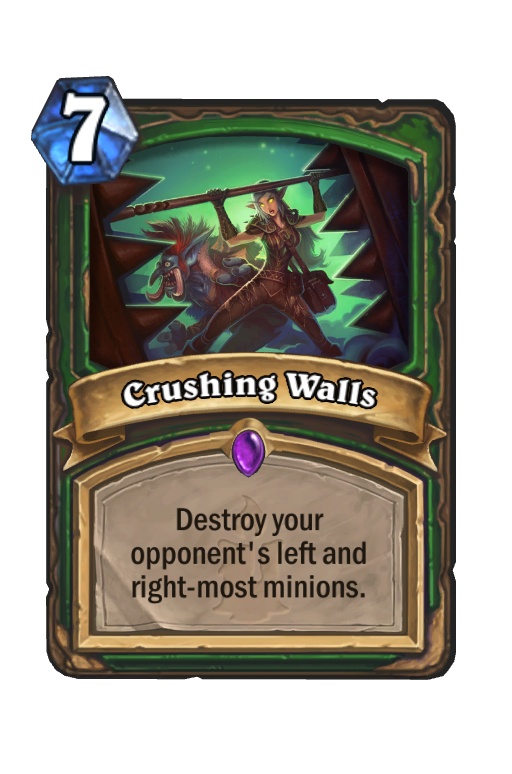 7
Crushing Walls
Destroy your
opponent's left and
right-most minions.